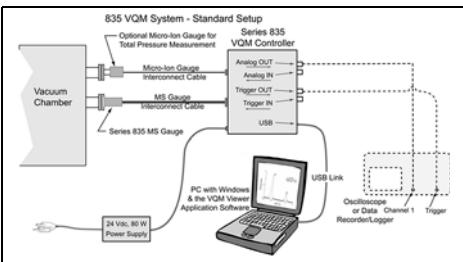 835 VQM System - Standard Setup
Optional Micro-Ion Gauge for
Total Pressure Measurement
Series 835
VQM Controller
Vacuum
Chamber
Micro-Ion Gauge
Interconnect Cable
MS Gauge
Interconnect Cable
Series 835 MS Gauge
Analog OUT
Analog IN
Trigger OUT
Trigger IN
USB
PC with Windows
& the VQM Viewer
Application Software
USB Link
24 Vdc, 80 W
Power Supply
Oscilloscope
or Data
Recorder/Logger
Channel 1
Trigger